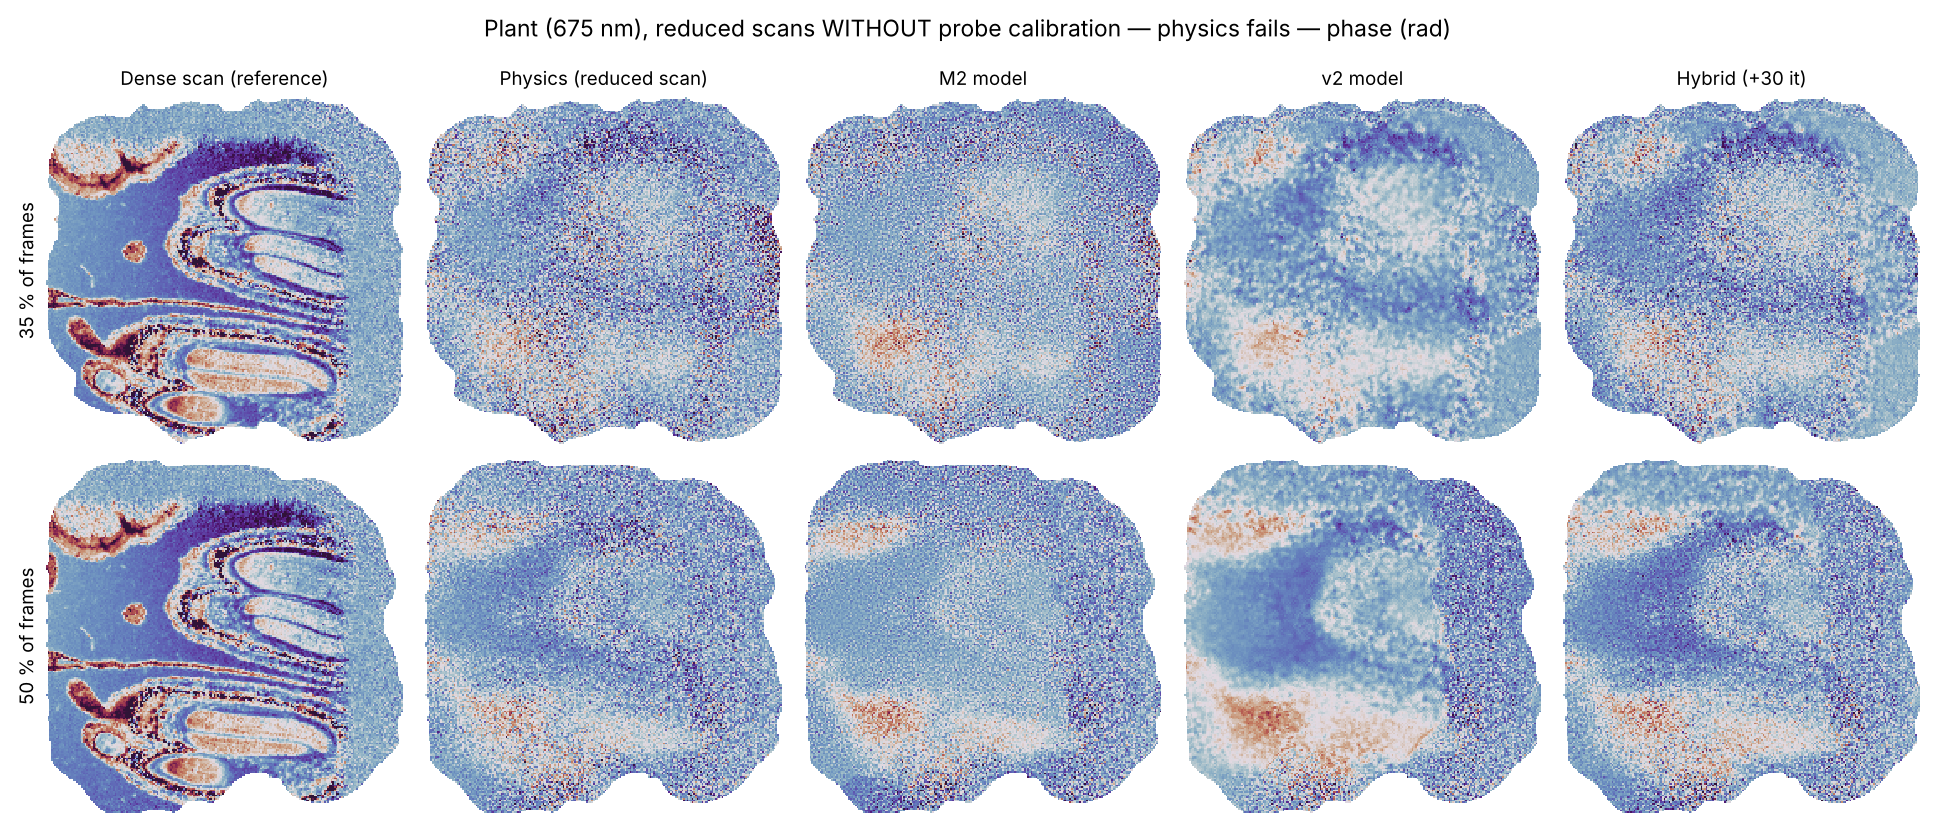 Plant (675 nm), reduced scans WITHOUT probe calibration — physics fails — phase (rad)
Dense scan (reference)
Physics (reduced scan)
M2 model
v2 model
Hybrid (+30 it)
35 % of frames
50 % of frames